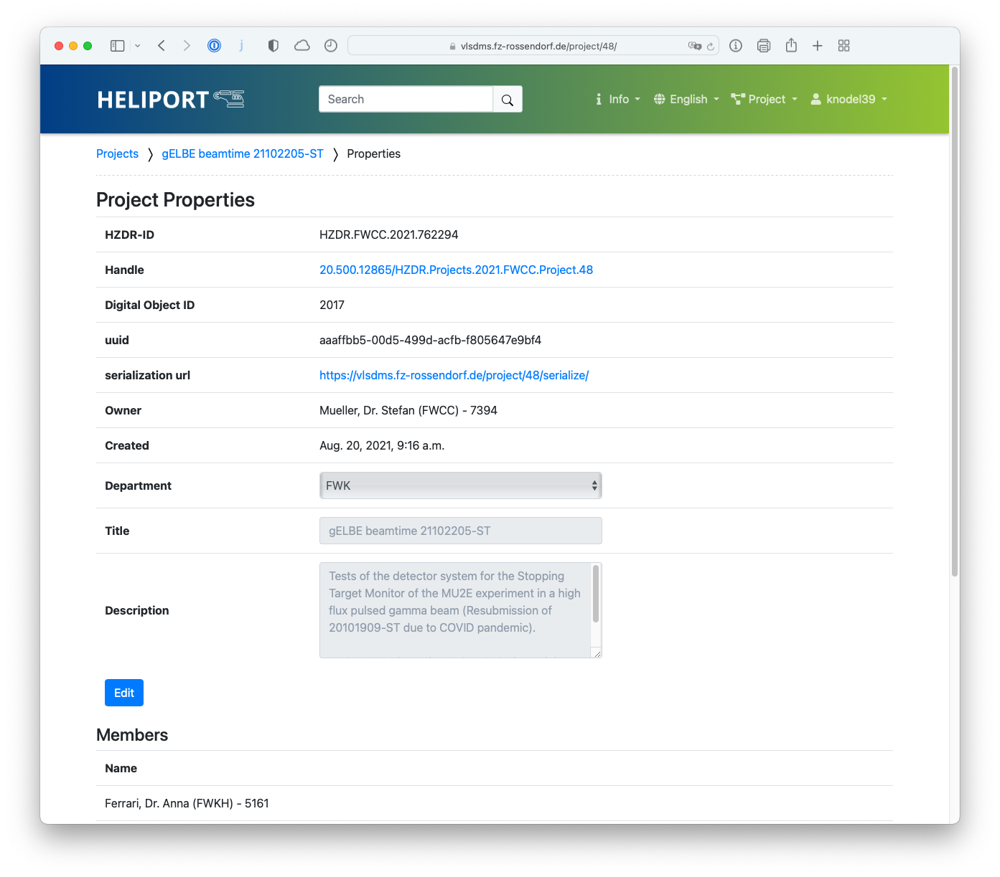 vlsdms.fz-rossendorf.de/project/48/
HELIPORT
Search
Info
English
Project
knodel39
Projects ⟩ gELBE beamtime 21102205-ST ⟩ Properties
Project Properties
HZDR-ID HZDR.FWCC.2021.762294
Handle 20.500.12865/HZDR.Projects.2021.FWCC.Project.48
Digital Object ID 2017
uuid aaaffbb5-00d5-499d-acfb-f805647e9bf4
serialization url https://vlsdms.fz-rossendorf.de/project/48/serialize/
Owner Mueller, Dr. Stefan (FWCC) - 7394
Created Aug. 20, 2021, 9:16 a.m.
Department FWK
Title gELBE beamtime 21102205-ST
Description
Tests of the detector system for the Stopping
Target Monitor of the MU2E experiment in a high
flux pulsed gamma beam (Resubmission of
20101909-ST due to COVID pandemic).
Edit
Members
Name
Ferrari, Dr. Anna (FWKH) - 5161